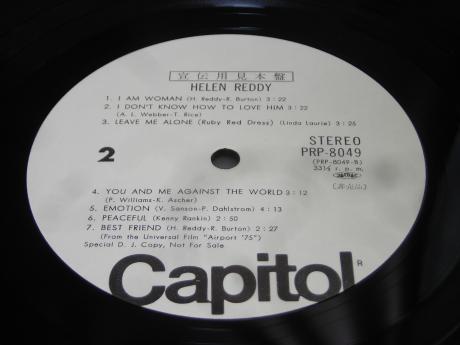 宣伝用見本盤
HELEN REDDY
1. I AM WOMAN (H. Reddy-R. Burton) 3:22
2. I DON'T KNOW HOW TO LOVE HIM 3:22
(A. L. Webber-T. Rice)
3. LEAVE ME ALONE (Ruby Red Dress) (Linda Laurie) 3:26
2
STEREO
PRP-8049
(PRP-8049-B)
33⅓ r.p.m.
4. YOU AND ME AGAINST THE WORLD 3:12
(P. Williams-K. Ascher)
5. EMOTION (V. Sanson-P. Dahlstrom) 4:13
6. PEACEFUL (Kenny Rankin) 2:50
7. BEST FRIEND (H. Reddy-R. Burton) 2:27
(From the Universal Film "Airport '75")
Special D. J. Copy, Not For Sale
Capitol
R